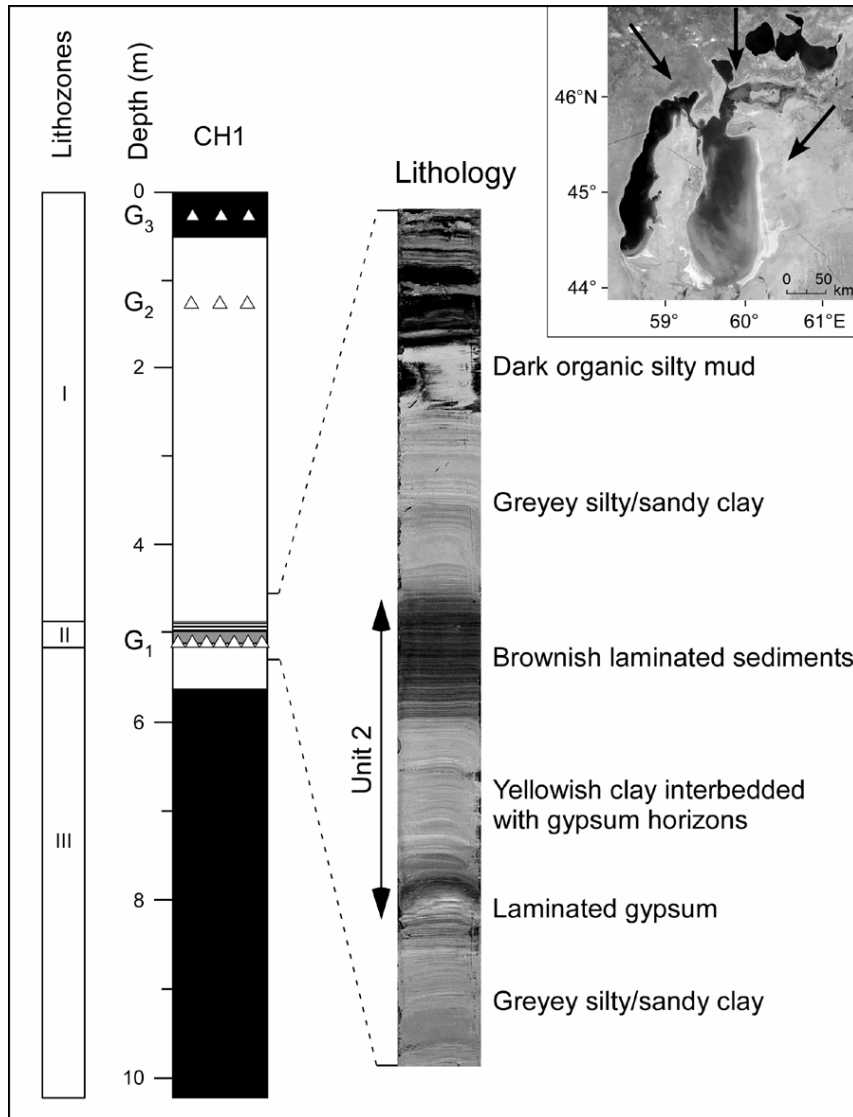 Lithozones
Depth (m)
CH1
Lithology
0
2
4
6
8
10
G3
G2
G1
I
II
III
Unit 2
Dark organic silty mud
Greyey silty/sandy clay
Brownish laminated sediments
Yellowish clay interbedded
with gypsum horizons
Laminated gypsum
Greyey silty/sandy clay
46°N
45°
44°
59°
60°
61°E
0 50
km